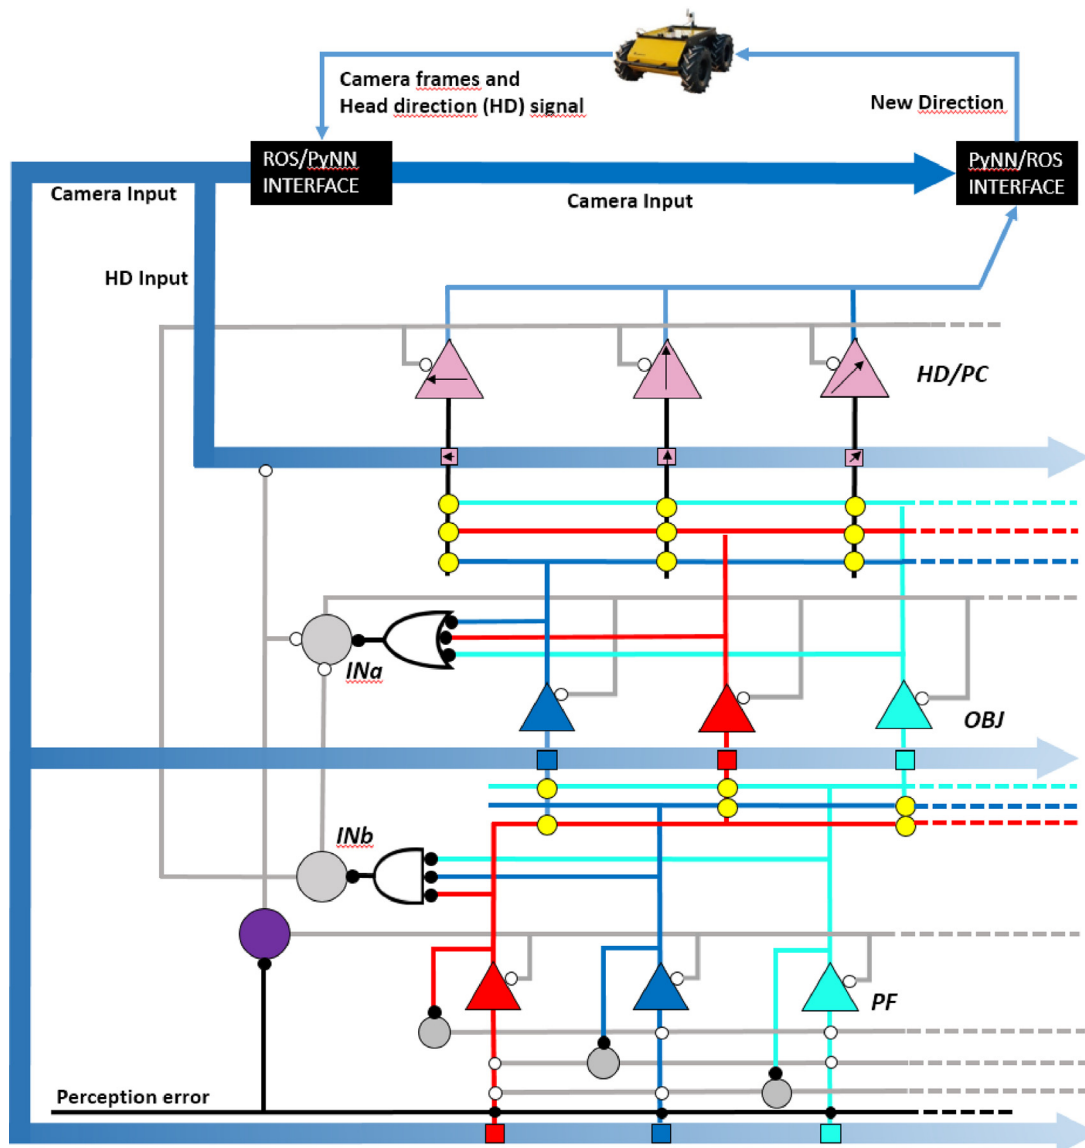 Camera frames and
Head direction (HD) signal
New Direction
ROS/PyNN
INTERFACE
PyNN/ROS
INTERFACE
Camera Input
Camera Input
HD Input
HD/PC
INa
OBJ
INb
PF
Perception error